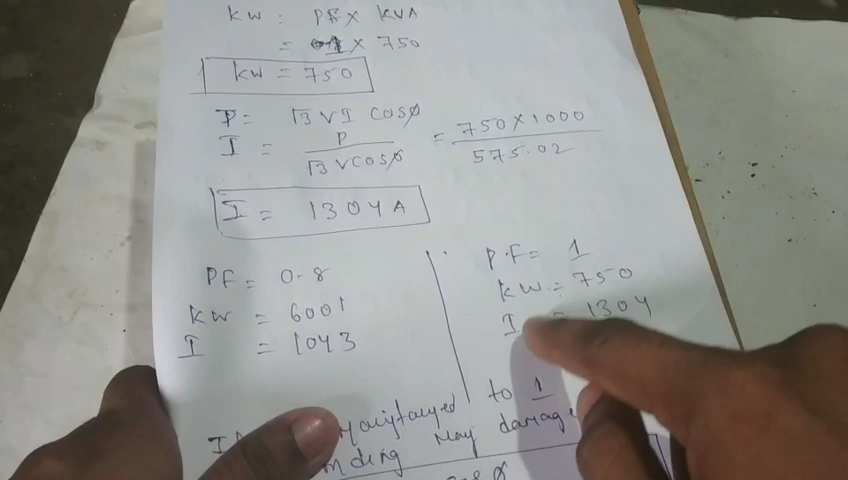 KW = PF X KVA
= 1 X 750
KW = 750
P = √3 V I COSφ
I = P / √3 V COSφ = 750 X 1000 / 575.02
I = 1304 A
PF = 0.8
KW = 600
I = 1043
P.F = 1
KW = 750
I = 1304
to 1
may damage